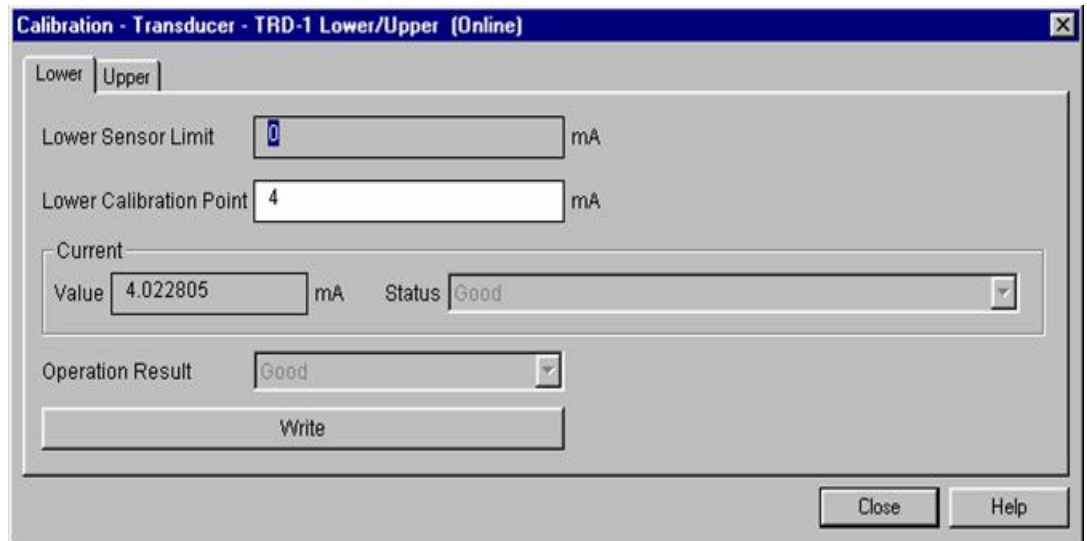 Calibration - Transducer - TRD-1 Lower/Upper (Online)
Lower Upper
Lower Sensor Limit 0 mA
Lower Calibration Point 4 mA
Current
Value 4.022805 mA Status Good
Operation Result Good
Write
Close Help